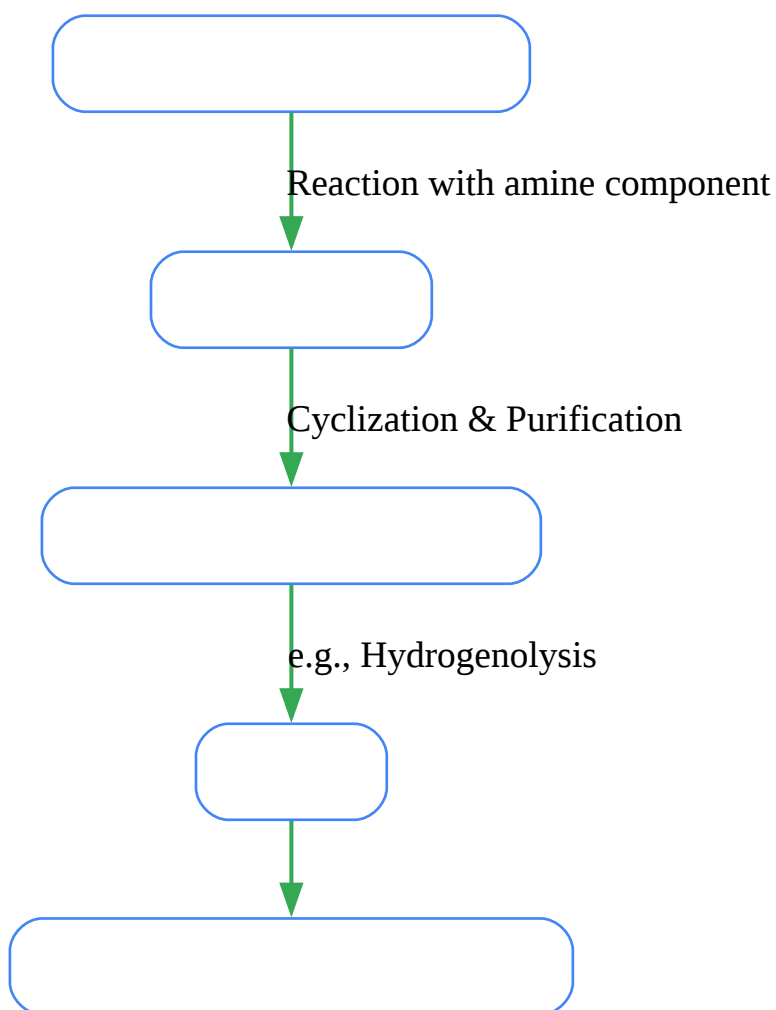 Reaction with amine component
Cyclization & Purification
e.g., Hydrogenolysis